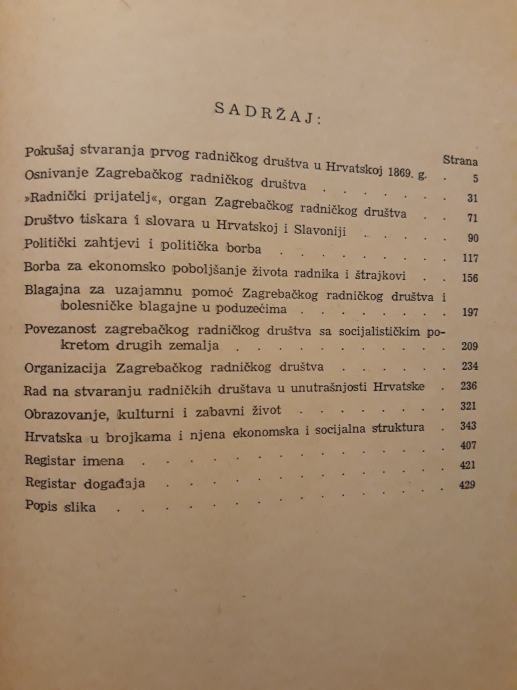 SADRŽAJ:
Strana
Pokušaj stvaranja prvog radničkog društva u Hrvatskoj 1869. g. . 5
Osnivanje Zagrebačkog radničkog društva . . . . . . 31
»Radnički prijatelj«, organ Zagrebačkog radničkog društva . . 71
Društvo tiskara i slovara u Hrvatskoj i Slavoniji . . . . 90
Politički zahtjevi i politička borba . . . . . . . . 117
Borba za ekonomsko poboljšanje života radnika i štrajkovi . . 156
Blagajna za uzajamnu pomoć Zagrebačkog radničkog društva i
bolesničke blagajne u poduzećima . . . . . . . 197
Povezanost zagrebačkog radničkog društva sa socijalističkim po-
kretom drugih zemalja . . . . . . . . . 209
Organizacija Zagrebačkog radničkog društva . . . . . 234
Rad na stvaranju radničkih društava u unutrašnjosti Hrvatske . 236
Obrazovanje, kulturni i zabavni život . . . . . . . 321
Hrvatska u brojkama i njena ekonomska i socijalna struktura . 343
Registar imena . . . . . . . . . . . . . 407
Registar događaja . . . . . . . . . . . . 421
Popis slika . . . . . . . . . . . . . . 429